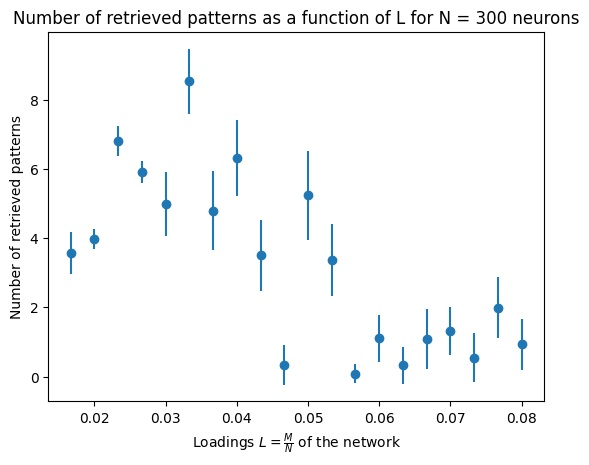 Number of retrieved patterns as a function of L for N = 300 neurons
Number of retrieved patterns
8
6
4
2
0
0.02 0.03 0.04 0.05 0.06 0.07 0.08
Loadings $L = \frac{M}{N}$ of the network